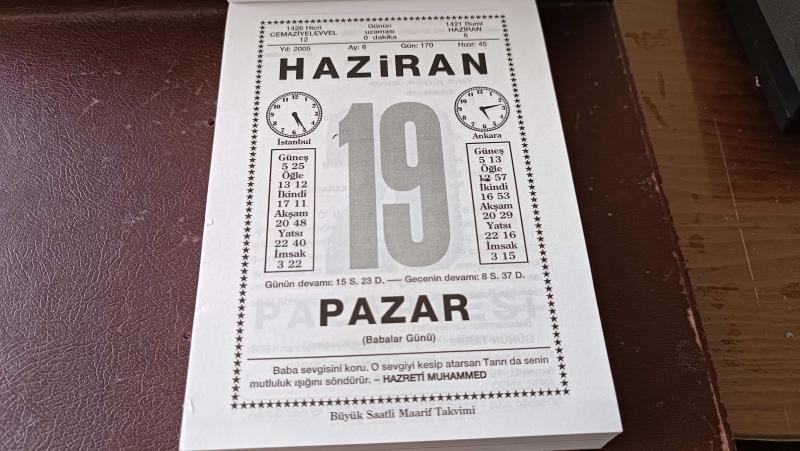 1426 Hicri
CEMAZİYELEVVEL
12
Günün
uzaması
0 dakika
1421 Rumi
HAZİRAN
6
Yıl: 2005 Ay: 6 Gün: 170 Hızır: 45
HAZiRAN
19
İstanbul
Güneş
5 25
Öğle
13 12
İkindi
17 11
Akşam
20 48
Yatsı
22 40
İmsak
3 22
Ankara
Güneş
5 13
Öğle
12 57
İkindi
16 53
Akşam
20 29
Yatsı
22 16
İmsak
3 15
Günün devamı: 15 S. 23 D. — Gecenin devamı: 8 S. 37 D.
PAZAR
(Babalar Günü)
Baba sevgisini koru. O sevgiyi kesip atarsan Tanrı da senin
mutluluk ışığını söndürür. – HAZRETİ MUHAMMED
Büyük Saatli Maarif Takvimi